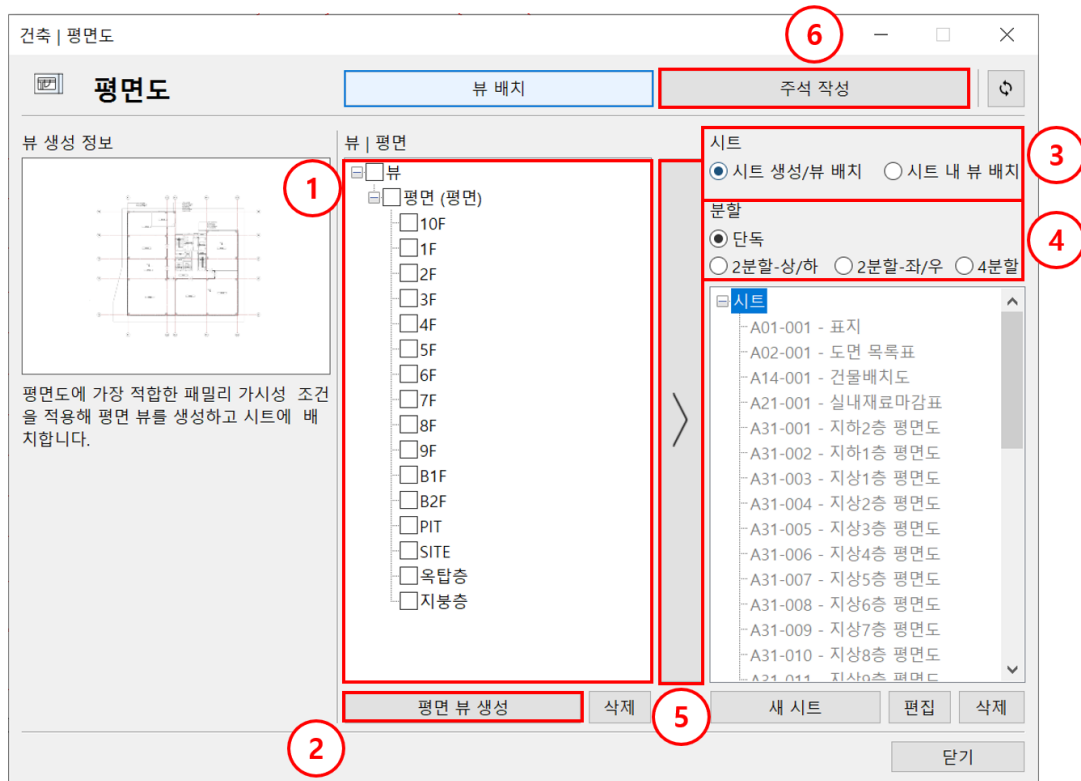 건축 | 평면도
6
평면도
뷰 배치
주석 작성
뷰 생성 정보
평면도에 가장 적합한 패밀리 가시성 조건
을 적용해 평면 뷰를 생성하고 시트에 배
치합니다.
뷰 | 평면
1
뷰
평면 (평면)
10F
1F
2F
3F
4F
5F
6F
7F
8F
9F
B1F
B2F
PIT
SITE
옥탑층
지붕층
평면 뷰 생성
삭제
2
5
시트
시트 생성/뷰 배치
시트 내 뷰 배치
3
분할
단독
2분할-상/하
2분할-좌/우
4분할
4
시트
A01-001 - 표지
A02-001 - 도면 목록표
A14-001 - 건물배치도
A21-001 - 실내재료마감표
A31-001 - 지하2층 평면도
A31-002 - 지하1층 평면도
A31-003 - 지상1층 평면도
A31-004 - 지상2층 평면도
A31-005 - 지상3층 평면도
A31-006 - 지상4층 평면도
A31-007 - 지상5층 평면도
A31-008 - 지상6층 평면도
A31-009 - 지상7층 평면도
A31-010 - 지상8층 평면도
A31-011 - 지상9층 평면도
새 시트
편집
삭제
닫기